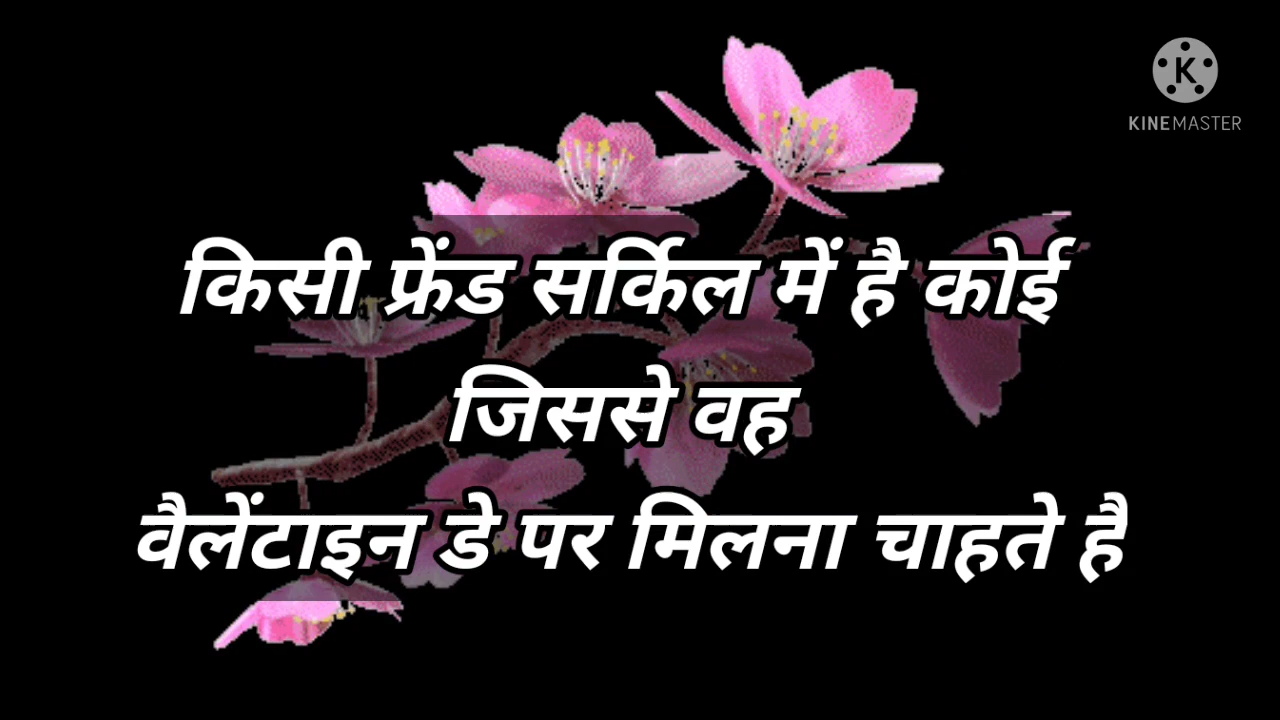 KINEMASTER
किसी फ्रेंड सर्किल में है कोई
जिससे वह
वैलेंटाइन डे पर मिलना चाहते है